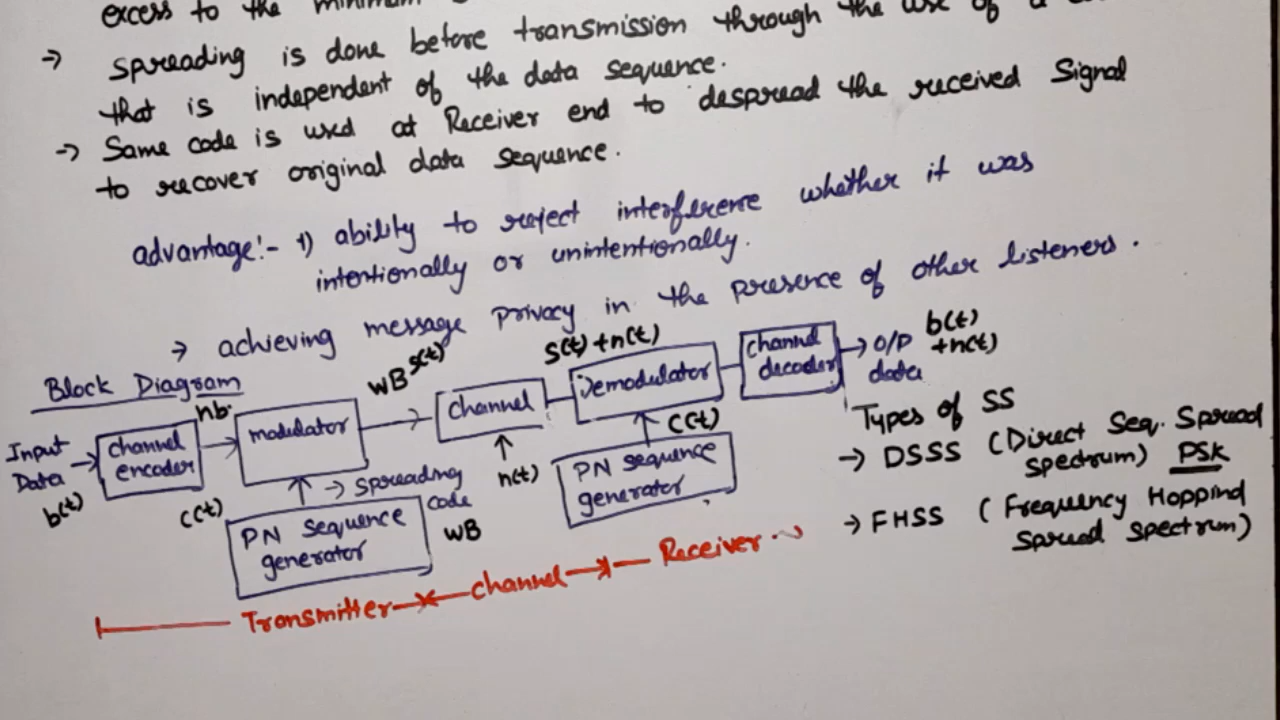 excess to the minimum
→ spreading is done before transmission through the use of a
that is independent of the data sequence.
→ Same code is used at Receiver end to despread the received Signal
to recover original data sequence.
advantage:- 1) ability to reject interference whether it was
intentionally or unintentionally.
→ achieving message privacy in the presence of other listeners.
Block Diagram
Input
Data
b(t)
channel
encoder
nb.
modulator
WB s(t)
channel
n(t)
s(t)+n(t)
Demodulator
channel
decoder
O/P
data
b(t)
+n(t)
c(t)
→ spreading
code
WB
PN sequence
generator
c(t)
PN sequence
generator
Transmitter
channel
Receiver
Types of SS
→ DSSS (Direct Seq. Spread
spectrum) PSK
→ FHSS (Frequency Hoppind
Spread Spectrum)